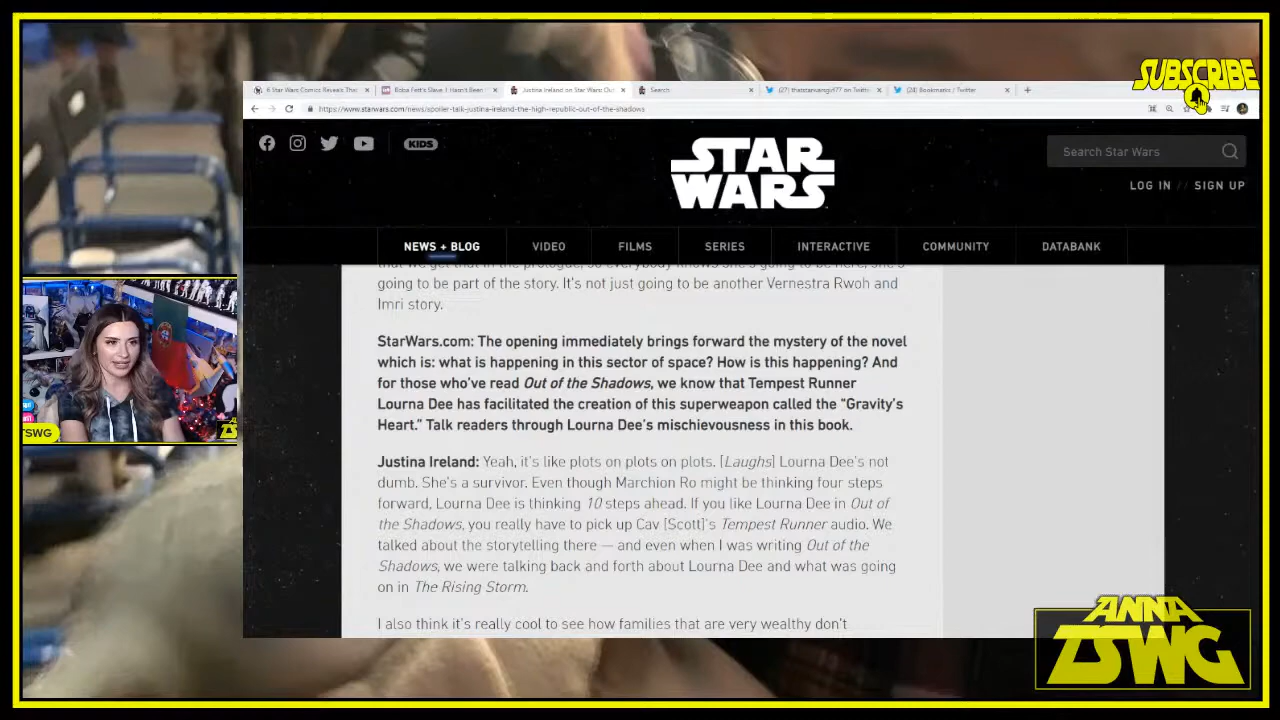 SUBSCRIBE
6 Star Wars Comics Reveals That
Boba Fett's Slave 1 Hasn't Been
Justina Ireland on Star Wars: Out
Search
(27) thatstarwarsgirl77 on Twitte
(24) Bookmarks / Twitter
https://www.starwars.com/news/spoiler-talk-justina-ireland-the-high-republic-out-of-the-shadows
KIDS
STAR
WARS
Search Star Wars
LOG IN // SIGN UP
NEWS + BLOG
VIDEO
FILMS
SERIES
INTERACTIVE
COMMUNITY
DATABANK
that we get that in the prologue, so everybody knows she's going to be here, she's
going to be part of the story. It's not just going to be another Vernestra Rwoh and
Imri story.
StarWars.com: The opening immediately brings forward the mystery of the novel
which is: what is happening in this sector of space? How is this happening? And
for those who've read Out of the Shadows, we know that Tempest Runner
Lourna Dee has facilitated the creation of this superweapon called the “Gravity's
Heart.” Talk readers through Lourna Dee's mischievousness in this book.
Justina Ireland: Yeah, it's like plots on plots on plots. [Laughs] Lourna Dee's not
dumb. She's a survivor. Even though Marchion Ro might be thinking four steps
forward, Lourna Dee is thinking 10 steps ahead. If you like Lourna Dee in Out of
the Shadows, you really have to pick up Cav [Scott]'s Tempest Runner audio. We
talked about the storytelling there — and even when I was writing Out of the
Shadows, we were talking back and forth about Lourna Dee and what was going
on in The Rising Storm.
I also think it's really cool to see how families that are very wealthy don't
TSWG
ANNA
TSWG